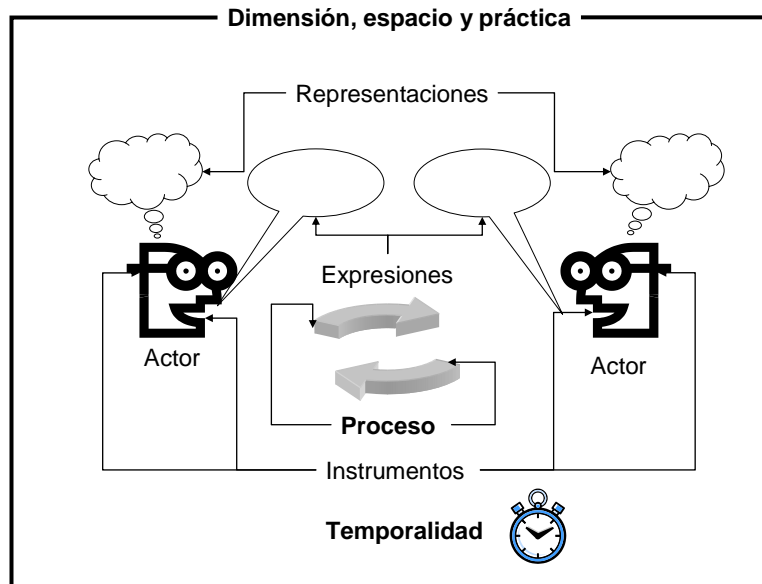 Dimensión, espacio y práctica
Representaciones
Expresiones
Actor
Actor
Proceso
Instrumentos
Temporalidad